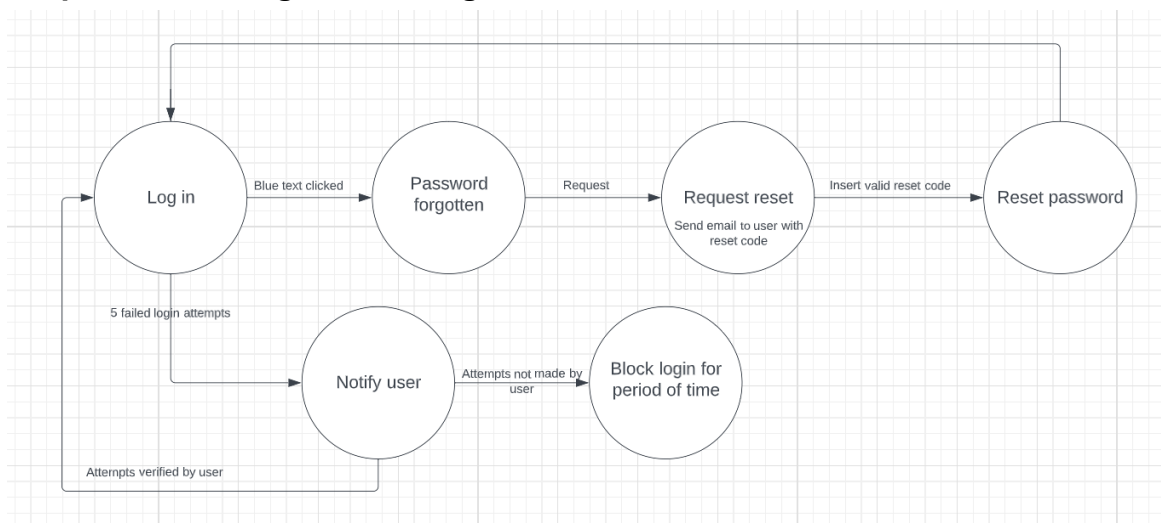 Log in
Blue text clicked
Password
forgotten
Request
Request reset
Send email to user with
reset code
Insert valid reset code
Reset password
5 failed login attempts
Notify user
Attempts not made by
user
Block login for
period of time
Attempts verified by user